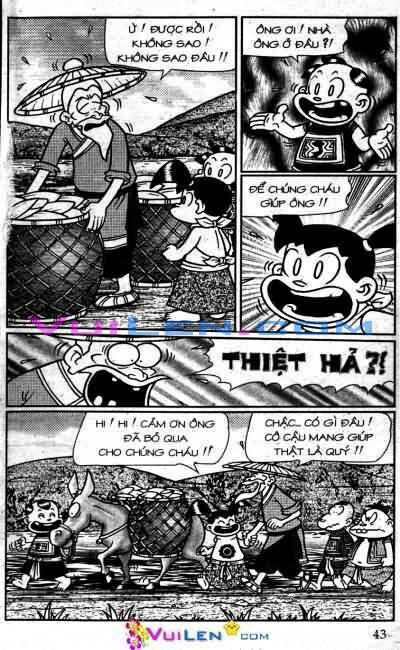 Ừ! ĐƯỢC RỒI!
KHÔNG SAO!
KHÔNG SAO ĐÂU!!
ÔNG ƠI! NHÀ
ÔNG Ở ĐÂU?!
ĐỂ CHÚNG CHÁU
GIÚP ÔNG!!
VUILEN.COM
THIỆT HẢ?!
HI! HI! CẢM ƠN ÔNG
ĐÃ BỎ QUA
CHO CHÚNG CHÁU!!
CHẬC... CÓ GÌ ĐÂU!
CÔ CẬU MANG GIÚP
THẬT LÀ QUÝ!!
43
VUILEN.COM